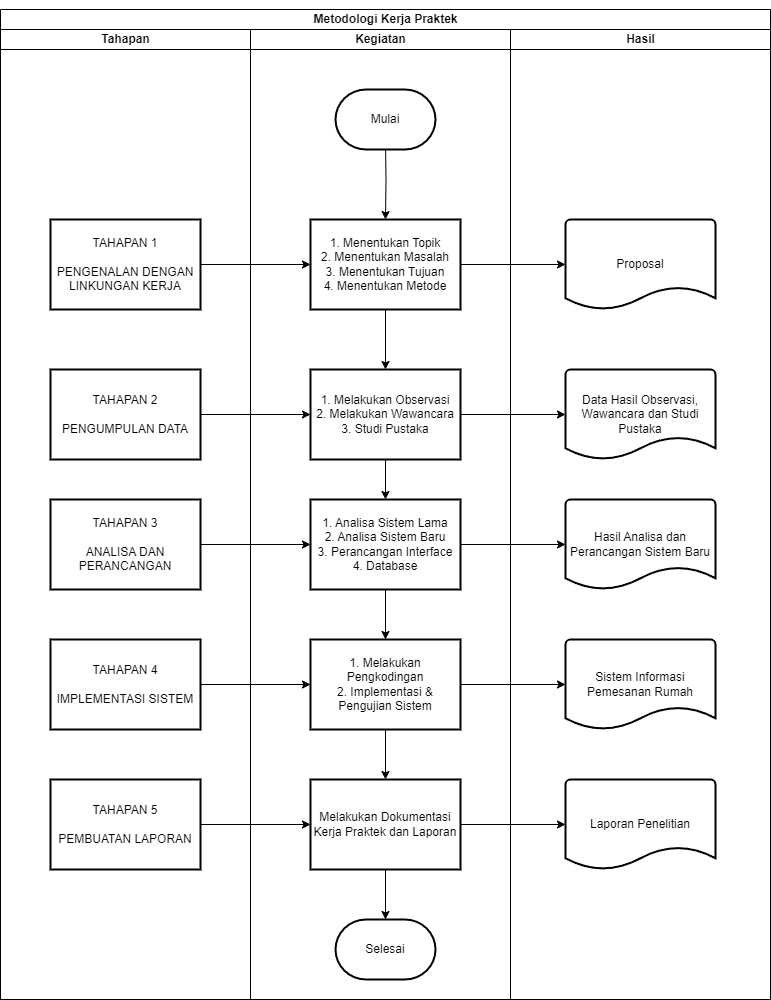 Metodologi Kerja Praktek
Tahapan
Kegiatan
Hasil
Mulai
TAHAPAN 1
PENGENALAN DENGAN
LINKUNGAN KERJA
1. Menentukan Topik
2. Menentukan Masalah
3. Menentukan Tujuan
4. Menentukan Metode
Proposal
TAHAPAN 2
PENGUMPULAN DATA
1. Melakukan Observasi
2. Melakukan Wawancara
3. Studi Pustaka
Data Hasil Observasi,
Wawancara dan Studi
Pustaka
TAHAPAN 3
ANALISA DAN
PERANCANGAN
1. Analisa Sistem Lama
2. Analisa Sistem Baru
3. Perancangan Interface
4. Database
Hasil Analisa dan
Perancangan Sistem Baru
TAHAPAN 4
IMPLEMENTASI SISTEM
1. Melakukan
Pengkodingan
2. Implementasi &
Pengujian Sistem
Sistem Informasi
Pemesanan Rumah
TAHAPAN 5
PEMBUATAN LAPORAN
Melakukan Dokumentasi
Kerja Praktek dan Laporan
Laporan Penelitian
Selesai